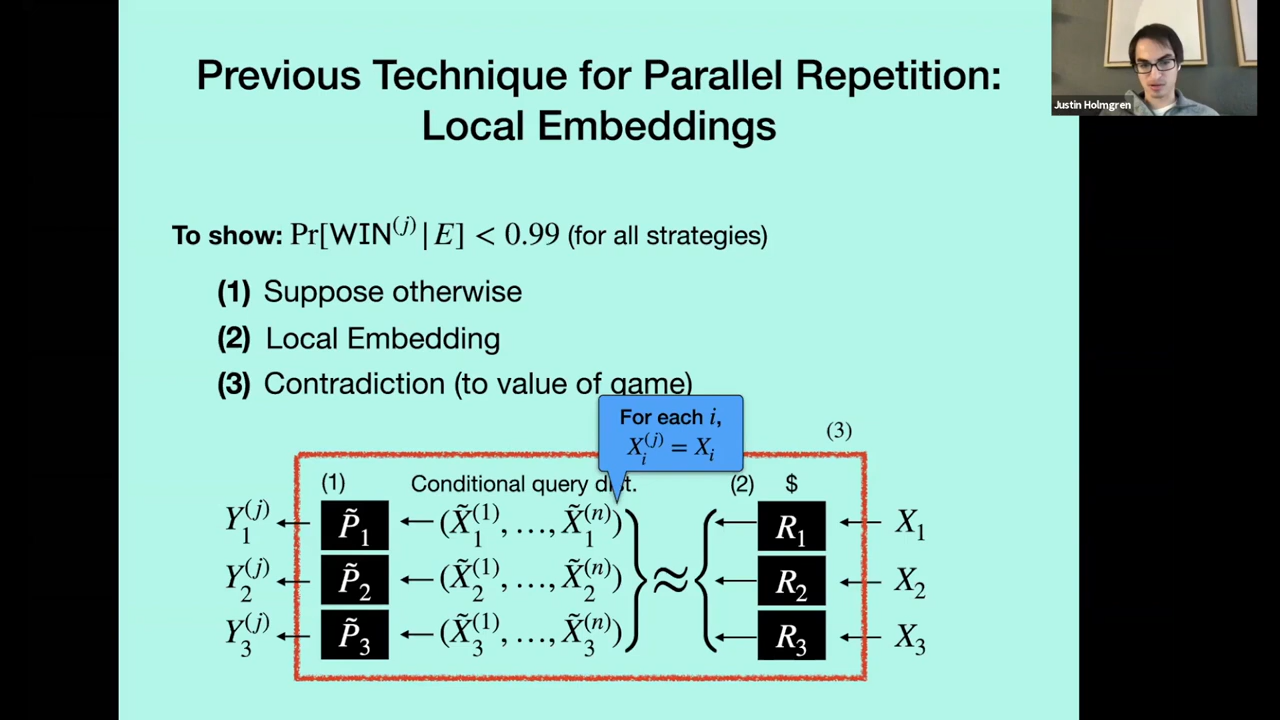 Previous Technique for Parallel Repetition:
Local Embeddings
Justin Holmgren
To show: Pr[WIN^(j) | E] < 0.99 (for all strategies)
(1) Suppose otherwise
(2) Local Embedding
(3) Contradiction (to value of game)
For each i,
X_i^(j) = X_i
(3)
(1) Conditional query dist. (2) $
Y_1^(j) ← P̃_1 ← (X̃_1^(1), …, X̃_1^(n)) } { ← R_1 ← X_1
Y_2^(j) ← P̃_2 ← (X̃_2^(1), …, X̃_2^(n)) } ≈ { ← R_2 ← X_2
Y_3^(j) ← P̃_3 ← (X̃_3^(1), …, X̃_3^(n)) } { ← R_3 ← X_3